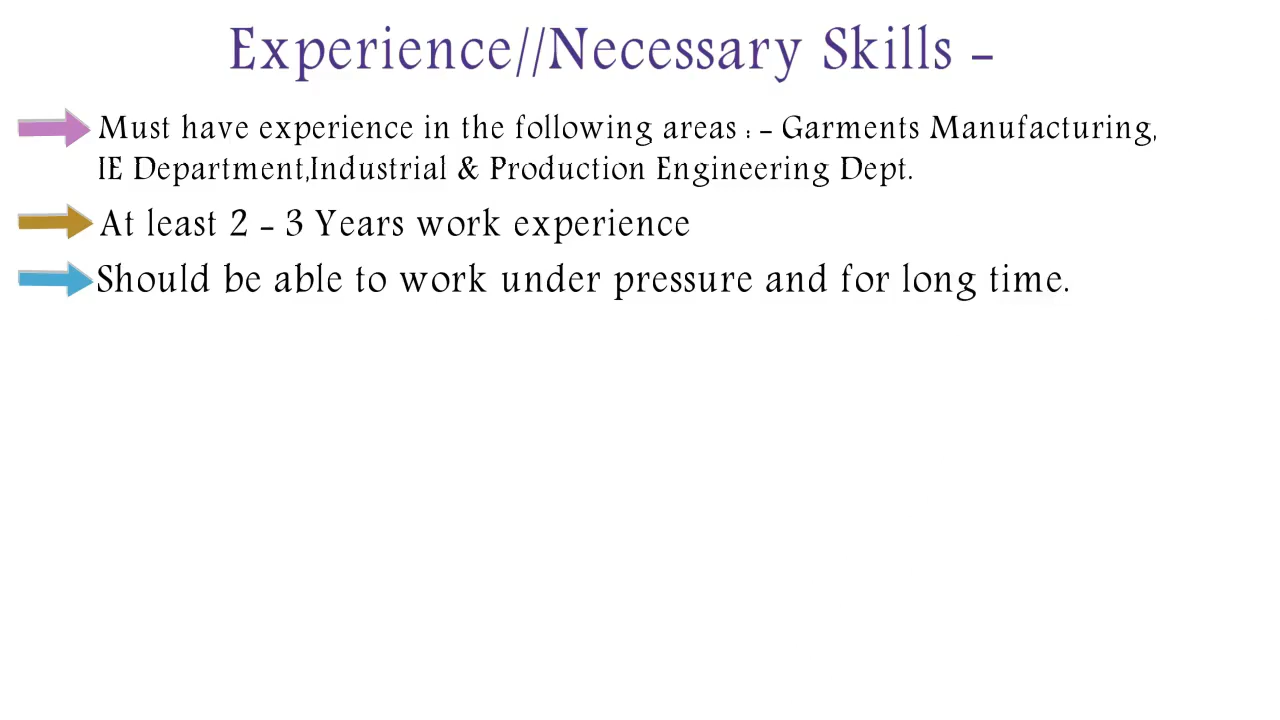 Experience//Necessary Skills -
Must have experience in the following areas : - Garments Manufacturing,
IE Department,Industrial & Production Engineering Dept.
At least 2 - 3 Years work experience
Should be able to work under pressure and for long time.